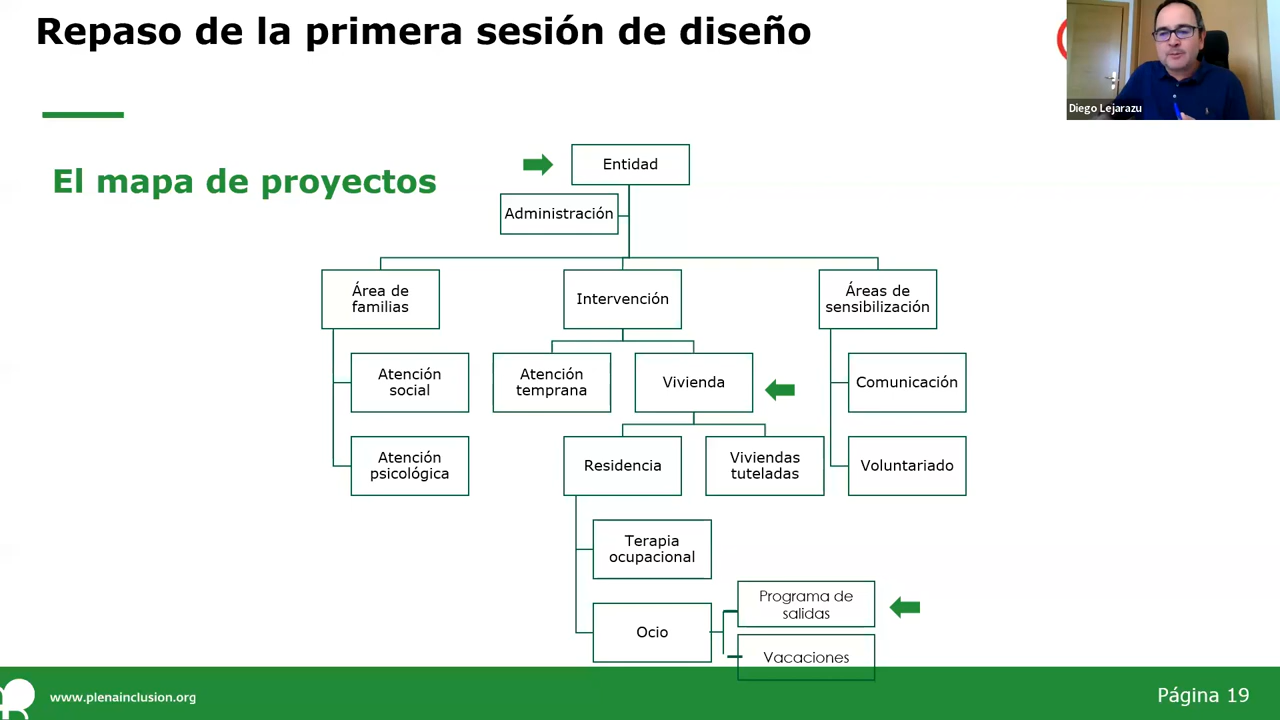 Repaso de la primera sesión de diseño
Diego Lejarazu
El mapa de proyectos
Entidad
Administración
Área de
familias
Intervención
Áreas de
sensibilización
Atención
social
Atención
temprana
Vivienda
Comunicación
Atención
psicológica
Residencia
Viviendas
tuteladas
Voluntariado
Terapia
ocupacional
Programa de
salidas
Ocio
Vacaciones
www.plenainclusion.org
Página 19